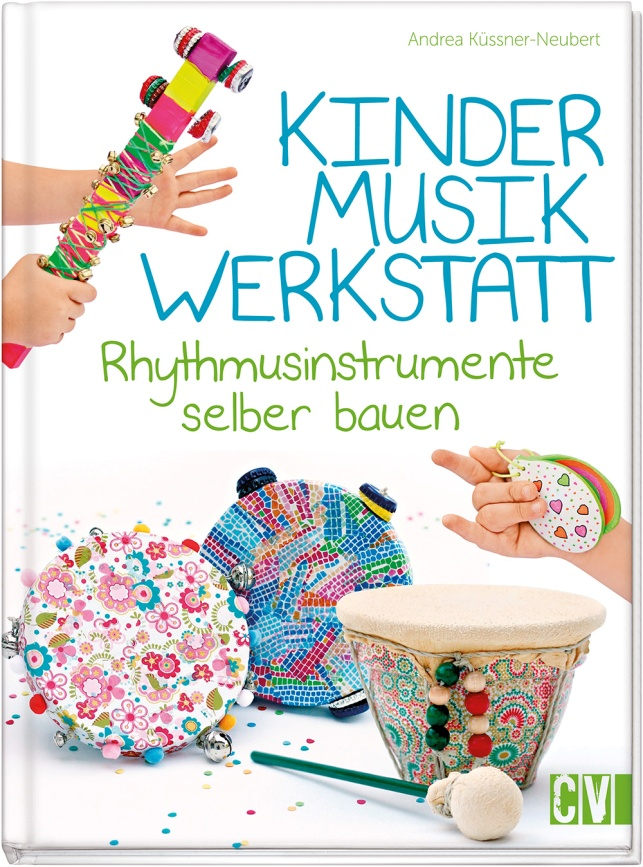 Andrea Küssner-Neubert
KINDER
MUSIK
WERKSTATT
Rhythmusinstrumente
selber bauen
CV